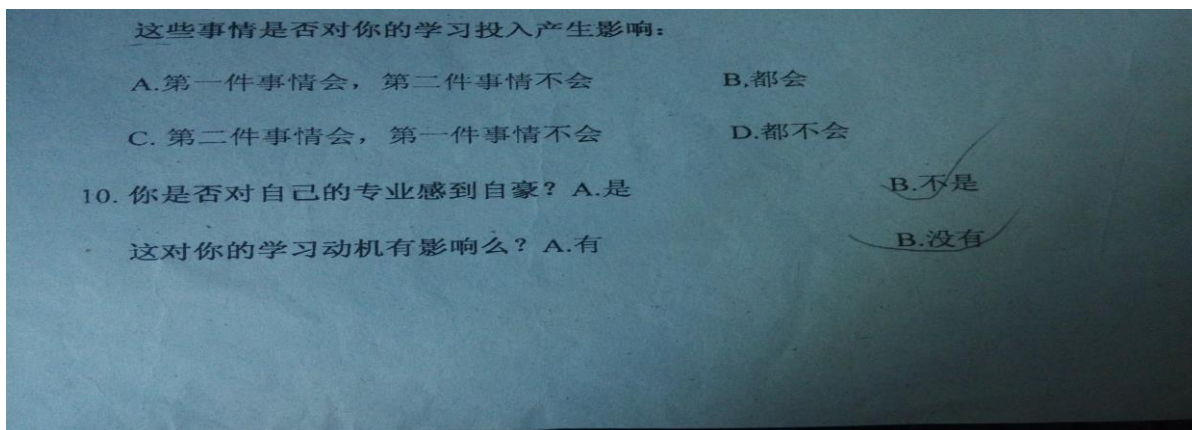 这些事情是否对你的学习投入产生影响：
A.第一件事情会，第二件事情不会 B,都会
C. 第二件事情会，第一件事情不会 D.都不会
10. 你是否对自己的专业感到自豪？A.是 B.不是
这对你的学习动机有影响么？A.有 B.没有